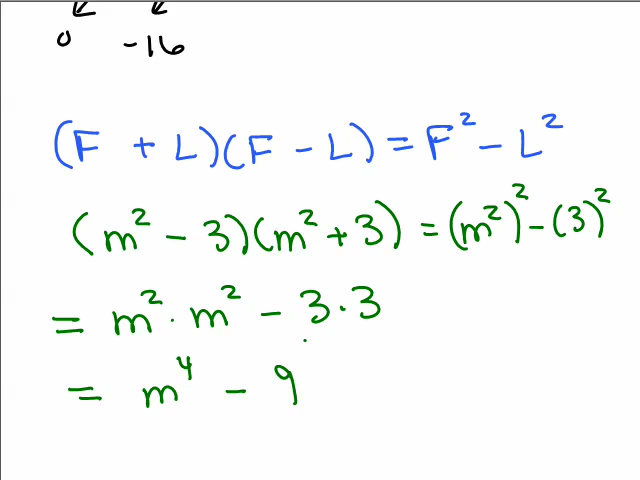 0 -16
(F + L)(F - L) = F² - L²
(m² - 3)(m² + 3) = (m²)² - (3)²
= m² · m² - 3 · 3
= m⁴ - 9